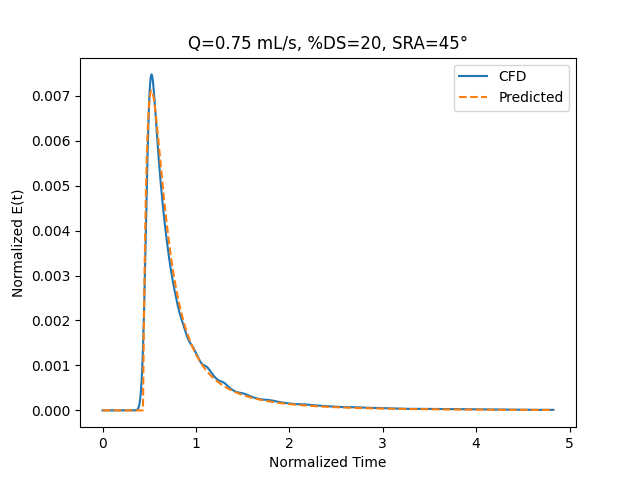 Q=0.75 mL/s, %DS=20, SRA=45°
CFD
Predicted
Normalized E(t)
0.007
0.006
0.005
0.004
0.003
0.002
0.001
0.000
0 1 2 3 4 5
Normalized Time